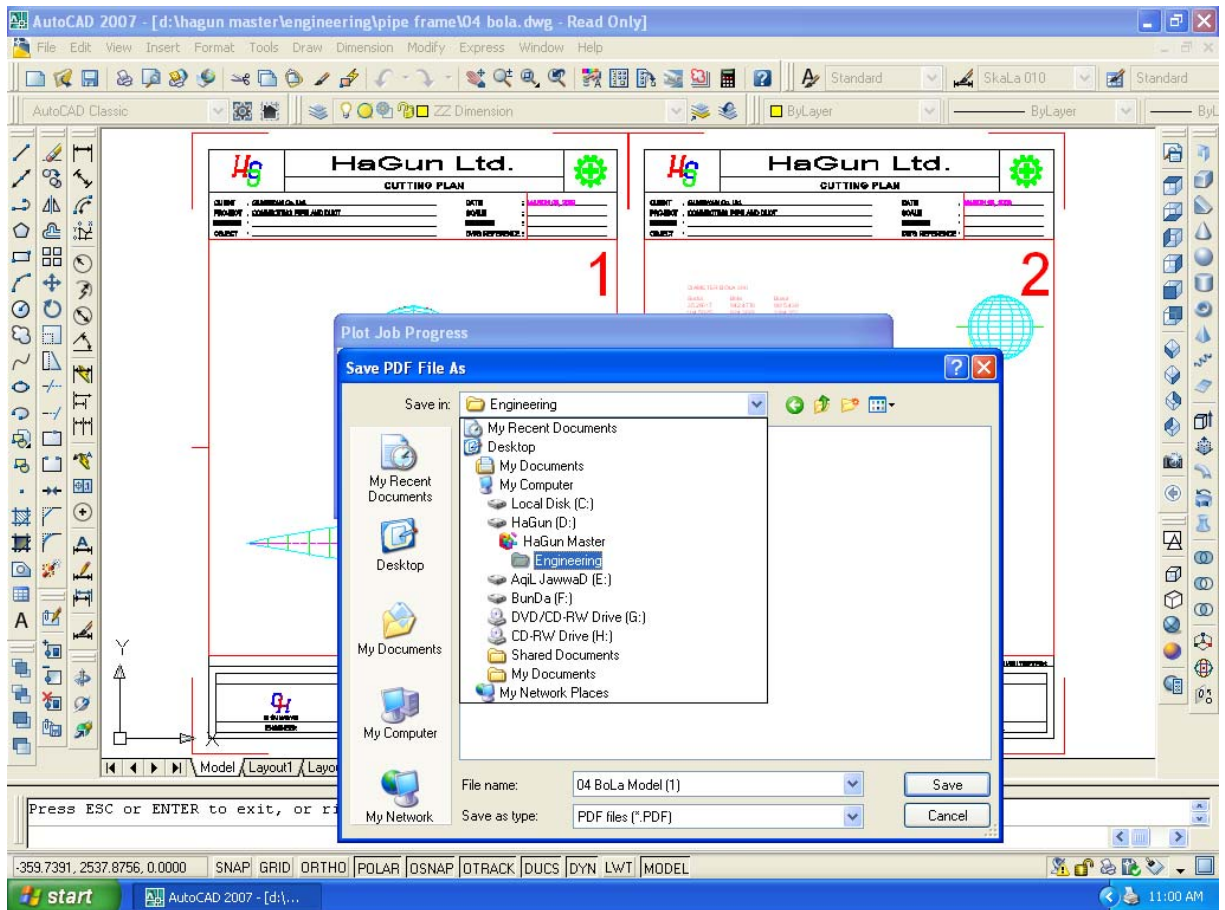 AutoCAD 2007 - [d:\hagun master\engineering\pipe frame\04 bola.dwg - Read Only]
File Edit View Insert Format Tools Draw Dimension Modify Express Window Help
Standard SkaLa 010 Standard
AutoCAD Classic ZZ Dimension ByLayer ByLayer ByL
HG HaGun Ltd.
CUTTING PLAN
HG HaGun Ltd.
CUTTING PLAN
1
2
Plot Job Progress
Save PDF File As
Save in: Engineering
My Recent Documents
Desktop
My Documents
My Computer
Local Disk (C:)
HaGun (D:)
HaGun Master
Engineering
AqiL JawwaD (E:)
BunDa (F:)
DVD/CD-RW Drive (G:)
CD-RW Drive (H:)
Shared Documents
My Documents
My Network Places
My Recent
Documents
Desktop
My Documents
My Computer
My Network
File name: 04 BoLa Model (1) Save
Save as type: PDF files (*.PDF) Cancel
Y
X
Model Layout1 Layo
Press ESC or ENTER to exit, or ri
-359.7391, 2537.8756, 0.0000 SNAP GRID ORTHO POLAR OSNAP OTRACK DUCS DYN LWT MODEL
start AutoCAD 2007 - [d:\... 11:00 AM